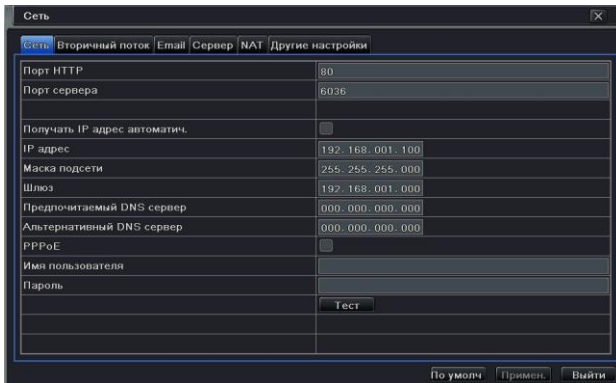 Сеть
Сеть Вторичный поток Email Сервер NAT Другие настройки
Порт HTTP 80
Порт сервера 6036
Получать IP адрес автоматич.
IP адрес 192. 168. 001. 100
Маска подсети 255. 255. 255. 000
Шлюз 192. 168. 001. 000
Предпочитаемый DNS сервер 000. 000. 000. 000
Альтернативный DNS сервер 000. 000. 000. 000
PPPoE
Имя пользователя
Пароль
Тест
По умолч Примен. Выйти